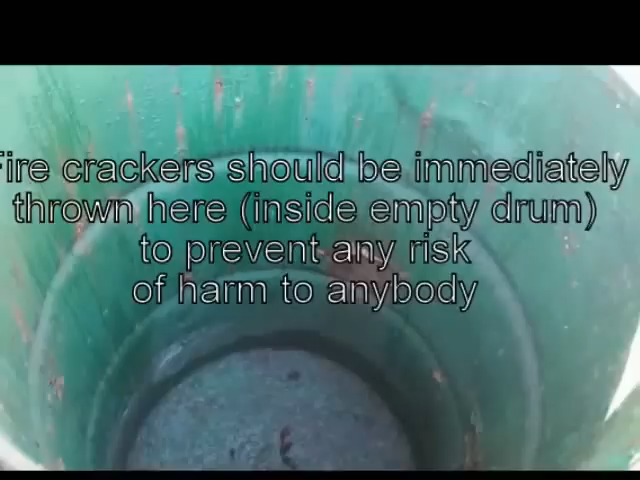 Fire crackers should be immediately
thrown here (inside empty drum)
to prevent any risk
of harm to anybody